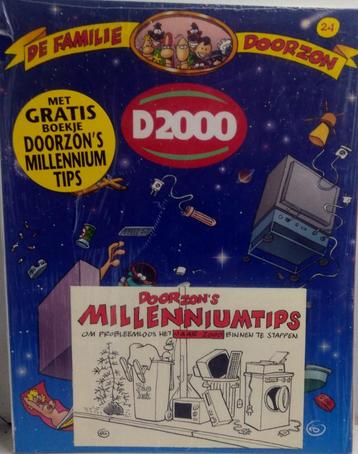 DE FAMILIE DOORZON
24
MET
GRATIS
BOEKJE
DOORZON'S
MILLENNIUM
TIPS
D2000
DOORZON'S
MILLENNIUMTIPS
OM PROBLEEMLOOS HET JAAR 2000 BINNEN TE STAPPEN